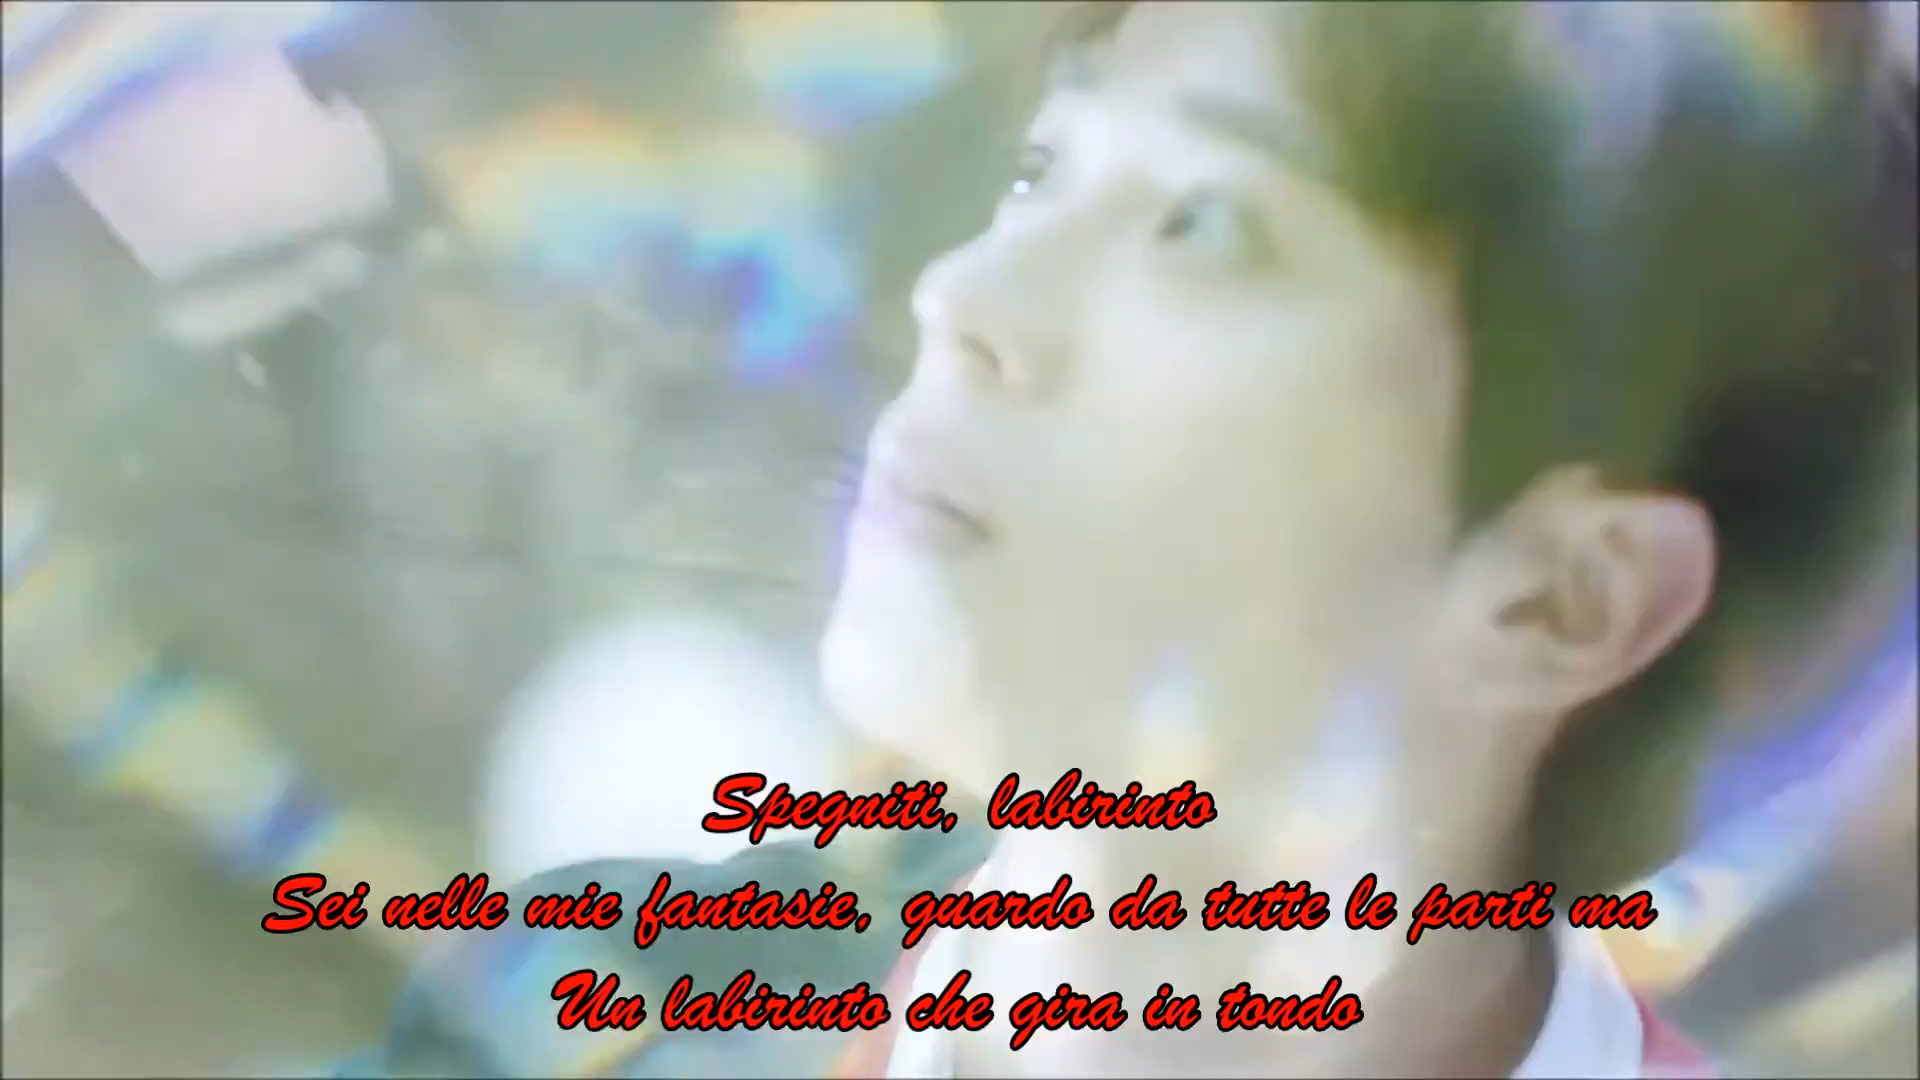 Spegniti, labirinto
Sei nelle mie fantasie, guardo da tutte le parti ma
Un labirinto che gira in tondo